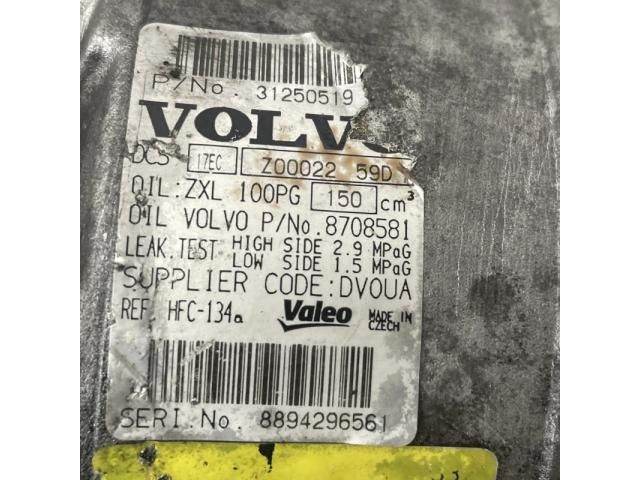 P/No. 31250519
VOLVO
DCS 17EC Z00022 59D
OIL: ZXL 100PG 150 cm³
OIL VOLVO P/No. 8708581
LEAK. TEST HIGH SIDE 2.9 MPaG
LOW SIDE 1.5 MPaG
SUPPLIER CODE: DVOUA
REF. HFC-134a Valeo MADE IN CZECH
SERI. No. 8894296561